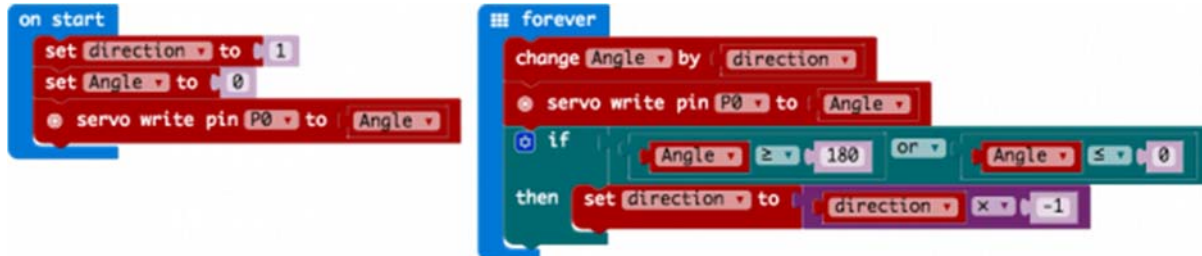 on start
set direction to 1
set Angle to 0
servo write pin P0 to Angle
forever
change Angle by direction
servo write pin P0 to Angle
if Angle ≥ 180 or Angle ≤ 0
then set direction to direction × -1